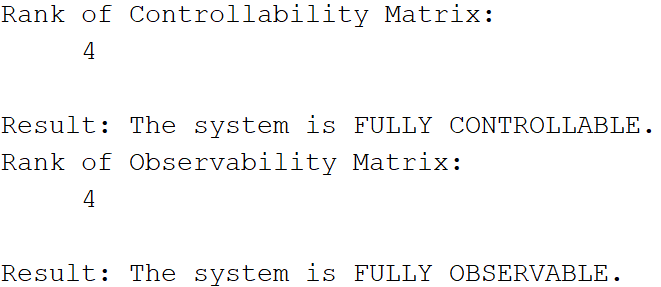 Rank of Controllability Matrix:
4
Result: The system is FULLY CONTROLLABLE.
Rank of Observability Matrix:
4
Result: The system is FULLY OBSERVABLE.